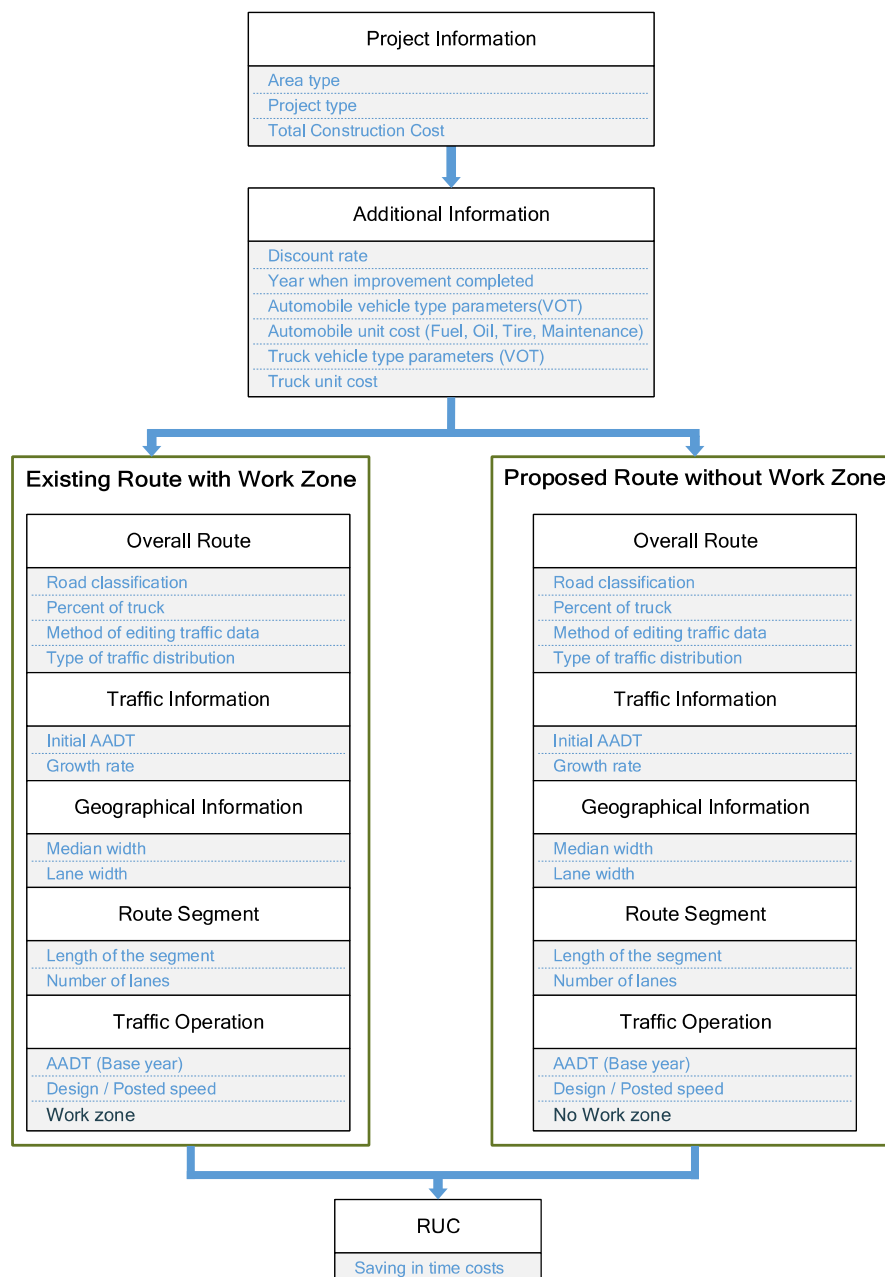 Project Information
Area type
Project type
Total Construction Cost
Additional Information
Discount rate
Year when improvement completed
Automobile vehicle type parameters(VOT)
Automobile unit cost (Fuel, Oil, Tire, Maintenance)
Truck vehicle type parameters (VOT)
Truck unit cost
Existing Route with Work Zone
Overall Route
Road classification
Percent of truck
Method of editing traffic data
Type of traffic distribution
Traffic Information
Initial AADT
Growth rate
Geographical Information
Median width
Lane width
Route Segment
Length of the segment
Number of lanes
Traffic Operation
AADT (Base year)
Design / Posted speed
Work zone
Proposed Route without Work Zone
Overall Route
Road classification
Percent of truck
Method of editing traffic data
Type of traffic distribution
Traffic Information
Initial AADT
Growth rate
Geographical Information
Median width
Lane width
Route Segment
Length of the segment
Number of lanes
Traffic Operation
AADT (Base year)
Design / Posted speed
No Work zone
RUC
Saving in time costs